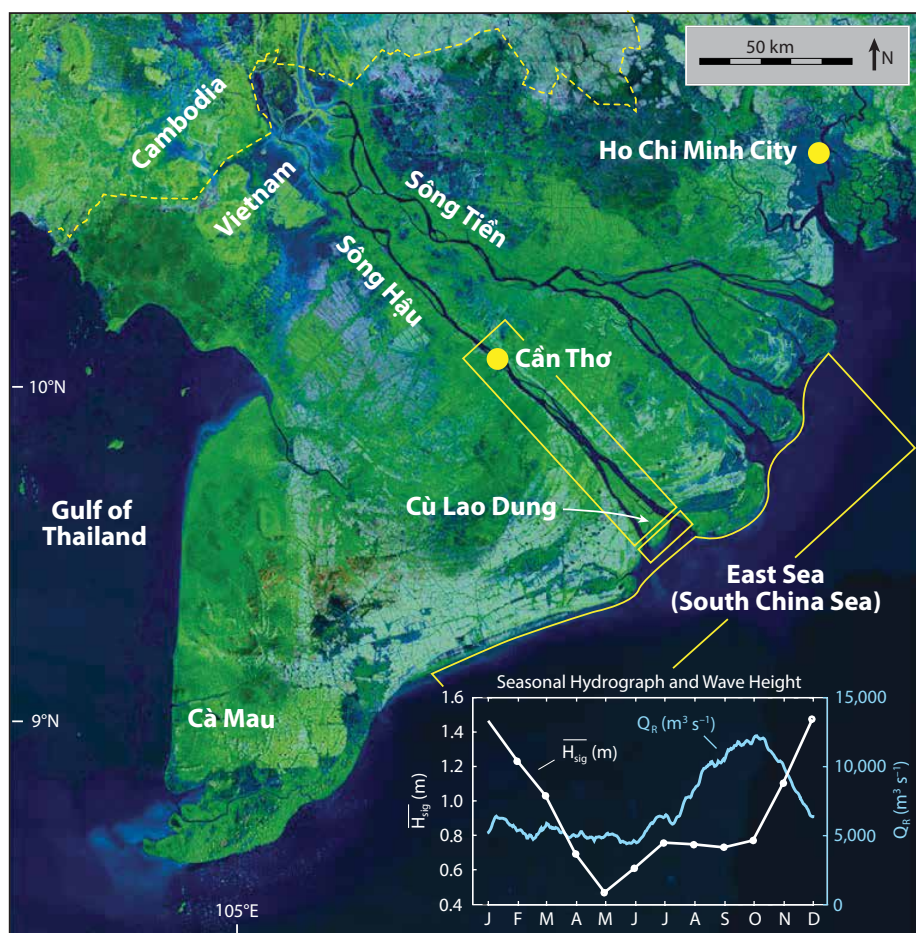 50 km
N
Cambodia
Vietnam
Ho Chi Minh City
Sông Tiền
Sông Hậu
Cần Thơ
10°N
Cù Lao Dung
Gulf of
Thailand
East Sea
(South China Sea)
Cà Mau
9°N
105°E
Seasonal Hydrograph and Wave Height
1.6
1.4
1.2
1.0
0.8
0.6
0.4
H̅sig (m)
H̅sig (m)
QR (m³ s⁻¹)
15,000
10,000
5,000
0
QR (m³ s⁻¹)
J F M A M J J A S O N D